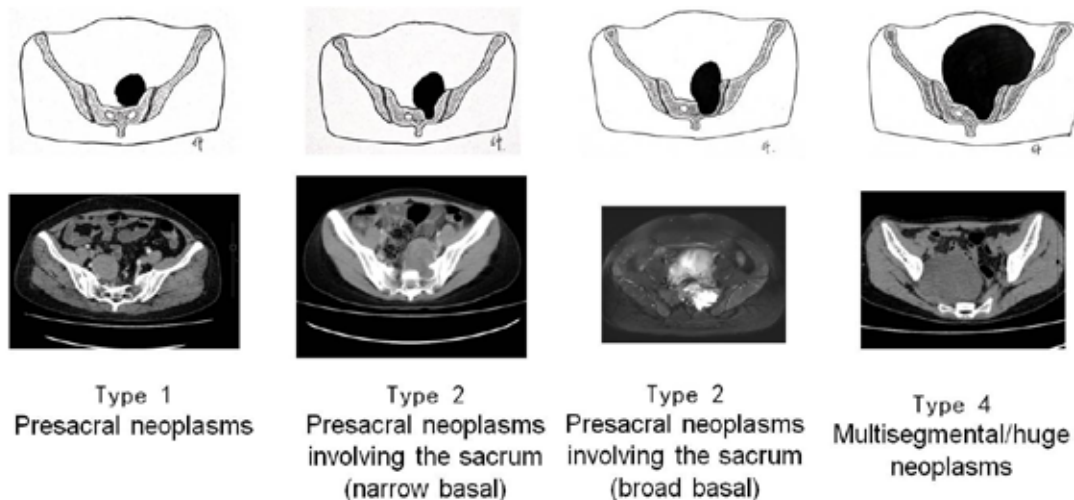 Type 1
Presacral neoplasms
Type 2
Presacral neoplasms
involving the sacrum
(narrow basal)
Type 2
Presacral neoplasms
involving the sacrum
(broad basal)
Type 4
Multisegmental/huge
neoplasms